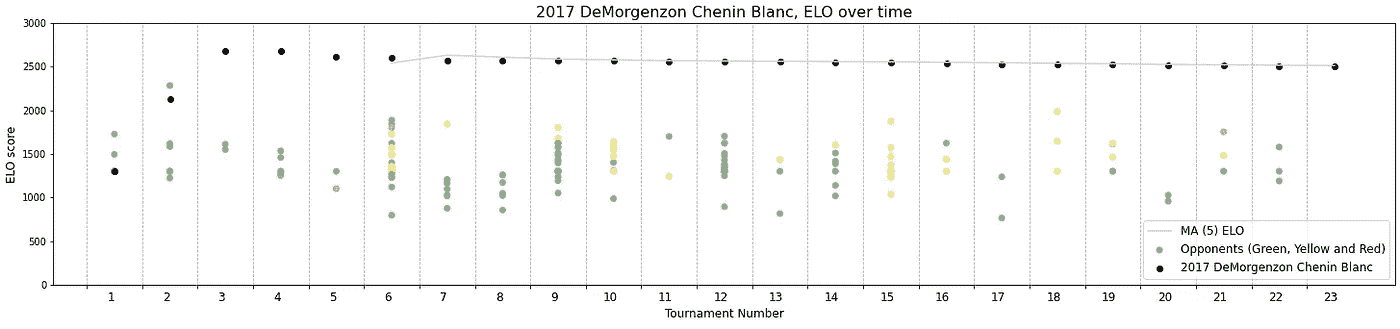 2017 DeMorgenzon Chenin Blanc, ELO over time
3000
2500
2000
1500
1000
500
0
ELO score
MA (5) ELO
Opponents (Green, Yellow and Red)
2017 DeMorgenzon Chenin Blanc
1 2 3 4 5 6 7 8 9 10 11 12 13 14 15 16 17 18 19 20 21 22 23
Tournament Number